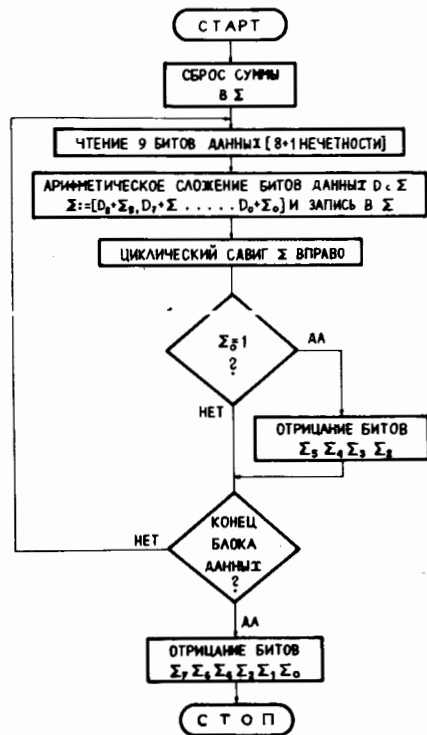 СТАРТ
СБРОС СУММЫ
В Σ
ЧТЕНИЕ 9 БИТОВ ДАННЫХ [8+1 НЕЧЕТНОСТИ]
АРИФМЕТИЧЕСКОЕ СЛОЖЕНИЕ БИТОВ ДАННЫХ D с Σ
Σ:=[D₈+Σ₈, D₇+Σ ...... D₀+Σ₀] И ЗАПИСЬ В Σ
ЦИКЛИЧЕСКИЙ СДВИГ Σ ВПРАВО
Σ₀=1
?
ДА
НЕТ
ОТРИЦАНИЕ БИТОВ
Σ₅ Σ₄ Σ₃ Σ₂
НЕТ
КОНЕЦ
БЛОКА
ДАННЫХ
?
ДА
ОТРИЦАНИЕ БИТОВ
Σ₇ Σ₆ Σ₄ Σ₂ Σ₁ Σ₀
СТОП